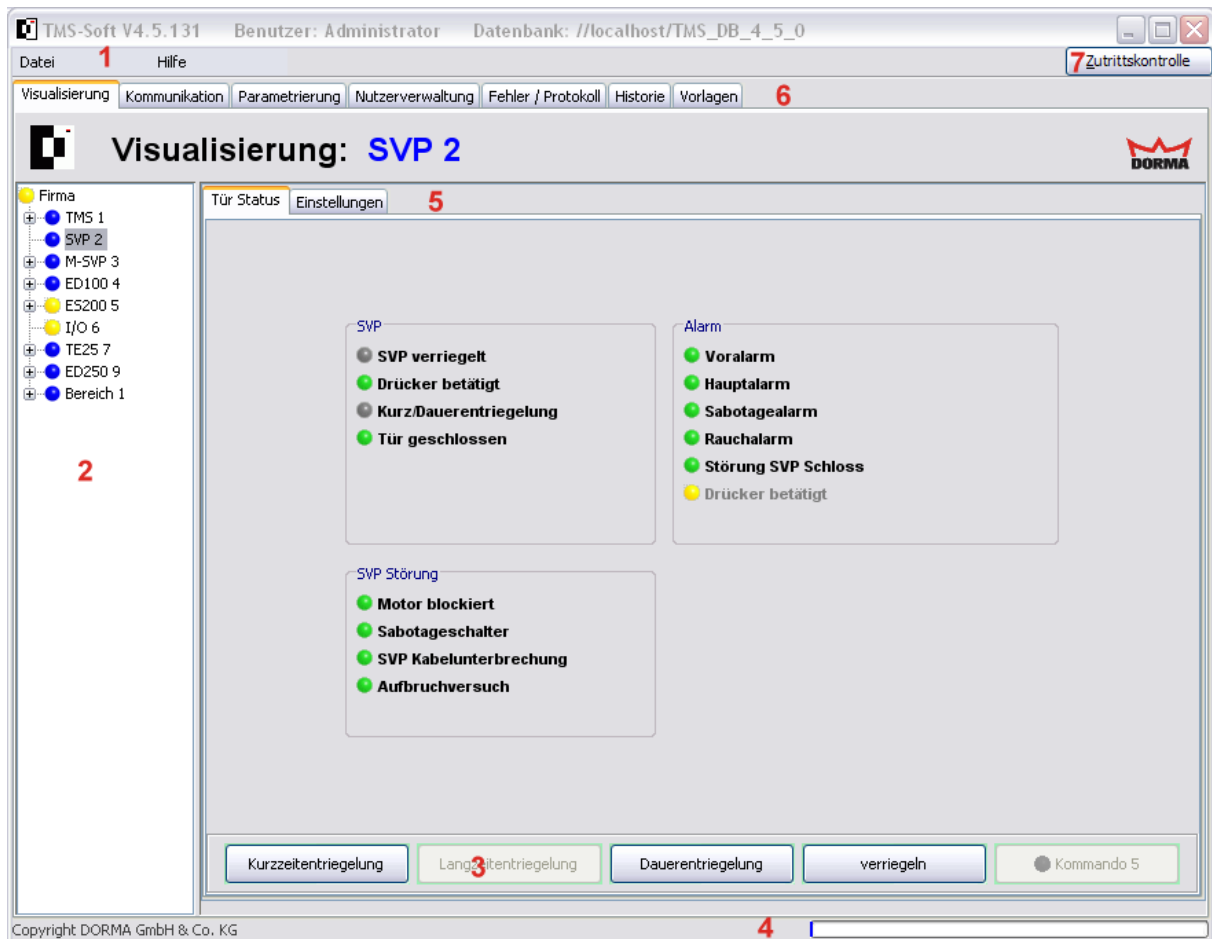 TMS-Soft V4.5.131 Benutzer: Administrator Datenbank: //localhost/TMS_DB_4_5_0
Datei 1 Hilfe 7 Zutrittskontrolle
Visualisierung Kommunikation Parametrierung Nutzerverwaltung Fehler / Protokoll Historie Vorlagen 6
Visualisierung: SVP 2
DORMA
Firma
TMS 1
SVP 2
M-SVP 3
ED100 4
ES200 5
I/O 6
TE25 7
ED250 9
Bereich 1
2
Tür Status Einstellungen 5
SVP
SVP verriegelt
Drücker betätigt
Kurz/Dauerentriegelung
Tür geschlossen
Alarm
Voralarm
Hauptalarm
Sabotagealarm
Rauchalarm
Störung SVP Schloss
Drücker betätigt
SVP Störung
Motor blockiert
Sabotageschalter
SVP Kabelunterbrechung
Aufbruchversuch
Kurzzeitentriegelung Langzeitentriegelung 3 Dauerentriegelung verriegeln Kommando 5
Copyright DORMA GmbH & Co. KG 4